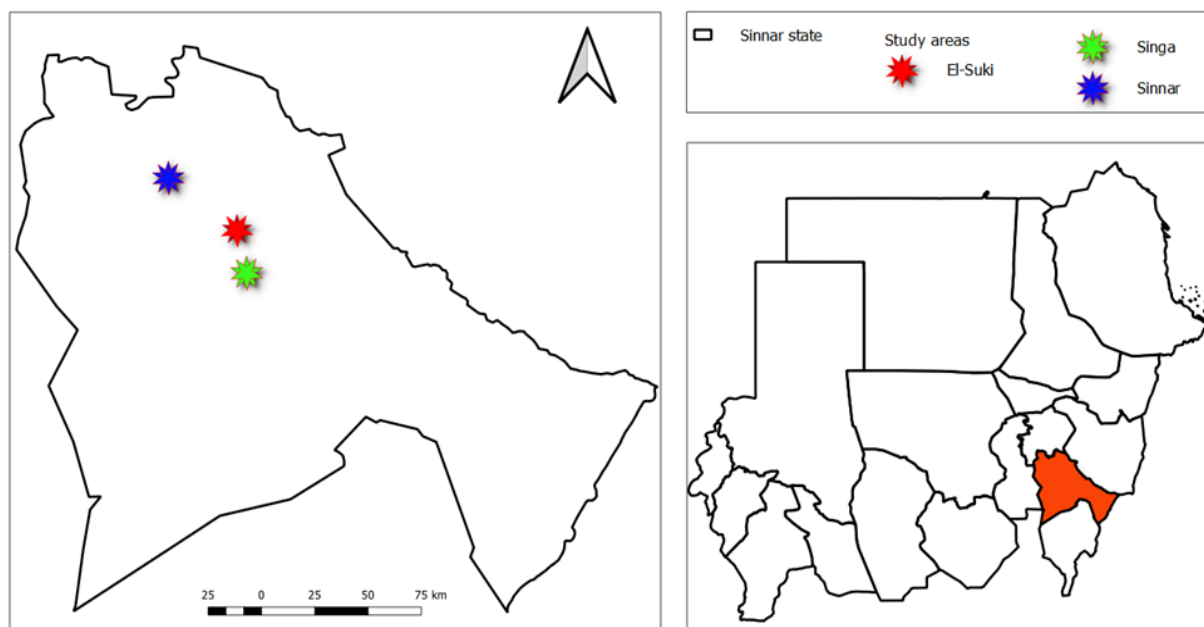 Sinnar state
Study areas
El-Suki
Singa
Sinnar
25 0 25 50 75 km